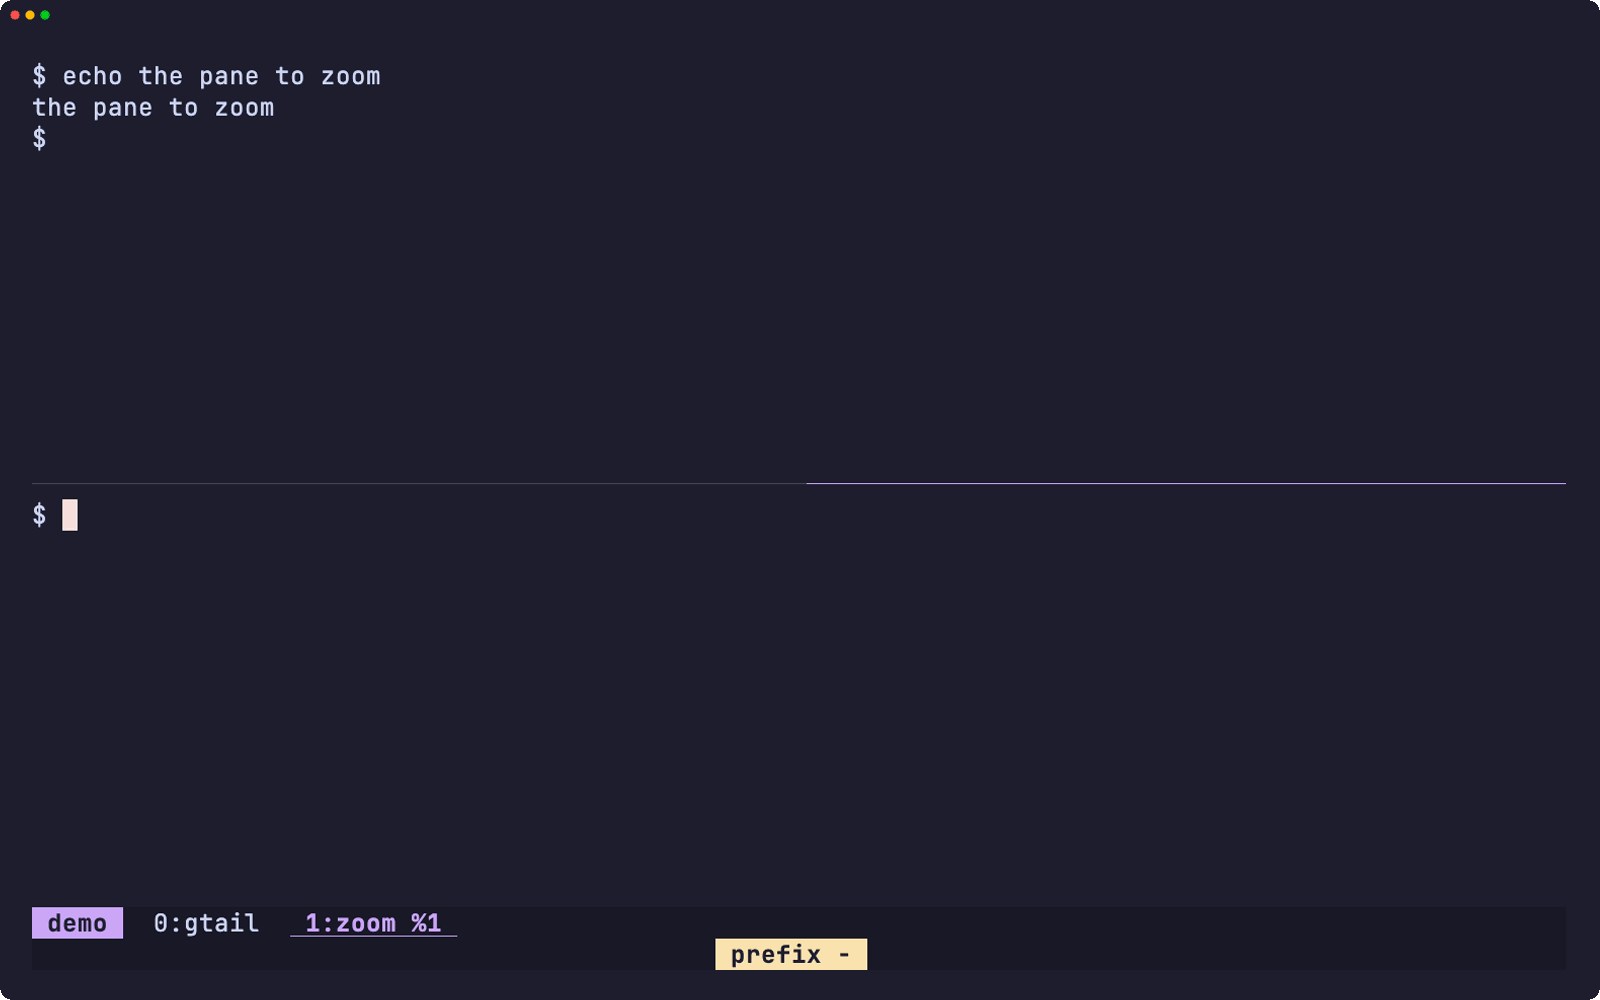 $ echo the pane to zoom
the pane to zoom
$
$
demo 0:gtail 1:zoom %1
prefix -